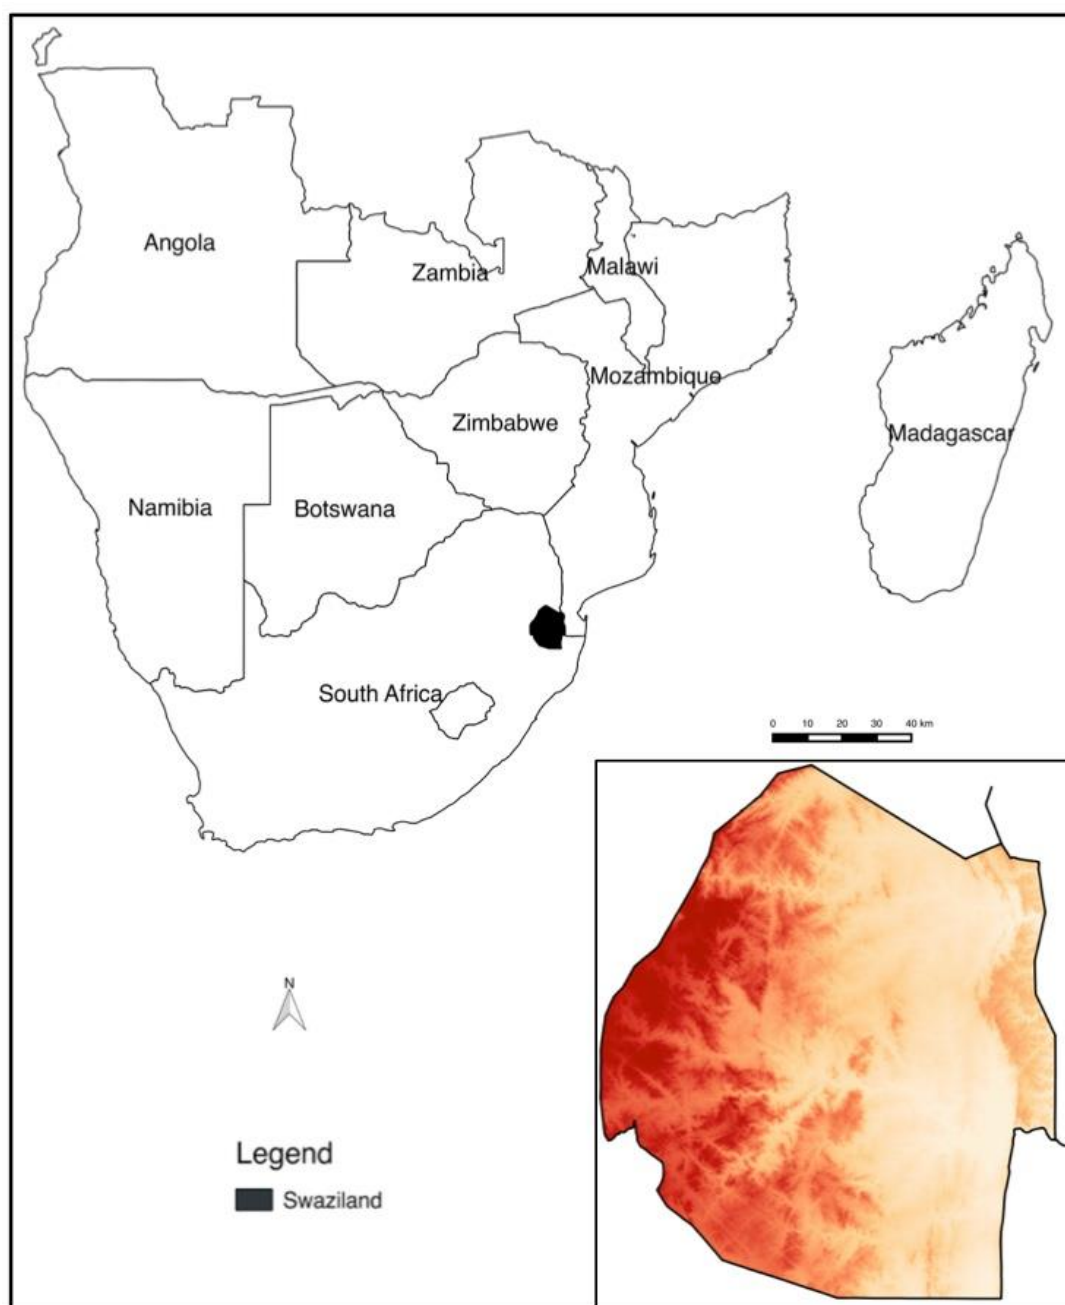 Angola
Zambia
Malawi
Mozambique
Zimbabwe
Madagascar
Namibia
Botswana
South Africa
0 10 20 30 40 km
N
Legend
Swaziland